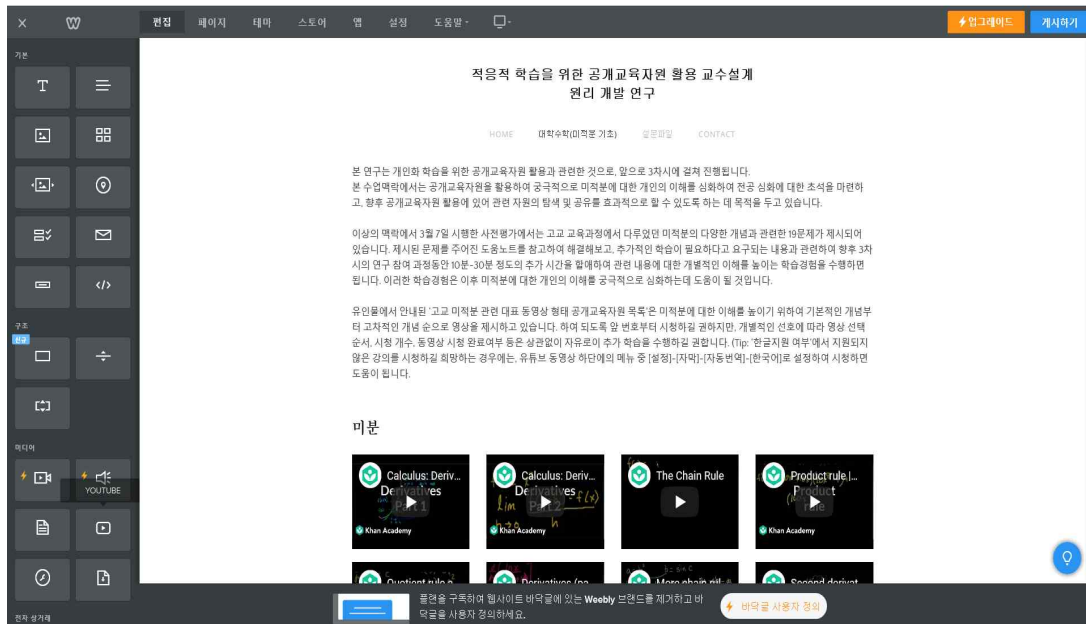 편집 페이지 테마 스토어 앱 설정 도움말
업그레이드 게시하기
기본
구조
신규
미디어
YOUTUBE
전자 상거래
적응적 학습을 위한 공개교육자원 활용 교수설계
원리 개발 연구
HOME 대학수학(미적분 기초) 설문파일 CONTACT
본 연구는 개인화 학습을 위한 공개교육자원 활용과 관련한 것으로, 앞으로 3차시에 걸쳐 진행됩니다.
본 수업맥락에서는 공개교육자원을 활용하여 궁극적으로 미적분에 대한 개인의 이해를 심화하여 전공 심화에 대한 초석을 마련하
고, 향후 공개교육자원 활용에 있어 관련 자원의 탐색 및 공유를 효과적으로 할 수 있도록 하는 데 목적을 두고 있습니다.
이상의 맥락에서 3월 7일 시행한 사전평가에서는 고교 교육과정에서 다루었던 미적분의 다양한 개념과 관련한 19문제가 제시되어
있습니다. 제시된 문제를 주어진 도움노트를 참고하여 해결해보고, 추가적인 학습이 필요하다고 요구되는 내용과 관련하여 향후 3차
시의 연구 참여 과정동안 10분-30분 정도의 추가 시간을 할애하여 관련 내용에 대한 개별적인 이해를 높이는 학습경험을 수행하면
됩니다. 이러한 학습경험은 이후 미적분에 대한 개인의 이해를 궁극적으로 심화하는데 도움이 될 것입니다.
유인물에서 안내된 '고교 미적분 관련 대표 동영상 형태 공개교육자원 목록'은 미적분에 대한 이해를 높이기 위하여 기본적인 개념부
터 고차적인 개념 순으로 영상을 제시하고 있습니다. 하여 되도록 앞 번호부터 시청하길 권하지만, 개별적인 선호에 따라 영상 선택
순서, 시청 개수, 동영상 시청 완료여부 등은 상관없이 자유로이 추가 학습을 수행하길 권합니다. (Tip: '한글지원 여부'에서 지원되지
않은 강의를 시청하길 희망하는 경우에는, 유튜브 동영상 하단에의 메뉴 중 [설정]-[자막]-[자동번역]-[한국어]로 설정하여 시청하면
도움이 됩니다.
미분
Calculus: Deriv... Calculus: Deriv... The Chain Rule Product rule |...
Derivatives Part 1 Derivatives Part 2 Product rule
Khan Academy Khan Academy Khan Academy Khan Academy
Quotient rule a... Derivatives (pa... More chain rul... Second derivat...
플랜을 구독하여 웹사이트 바닥글에 있는 Weebly 브랜드를 제거하고 바
닥글을 사용자 정의하세요.
바닥글 사용자 정의